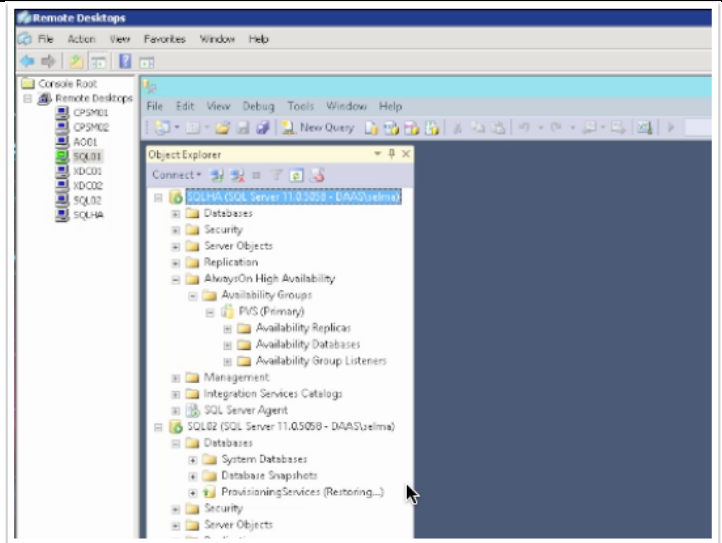 Remote Desktops
File Action View Favorites Window Help
Console Root
Remote Desktops
CPSM01
CPSM02
AO01
SQL01
XDC01
XDC02
SQL02
SQLHA
File Edit View Debug Tools Window Help
New Query
Object Explorer
Connect
SQLHA (SQL Server 11.0.5058 - DAAS\selma)
Databases
Security
Server Objects
Replication
AlwaysOn High Availability
Availability Groups
PVS (Primary)
Availability Replicas
Availability Databases
Availability Group Listeners
Management
Integration Services Catalogs
SQL Server Agent
SQL02 (SQL Server 11.0.5058 - DAAS\selma)
Databases
System Databases
Database Snapshots
ProvisioningServices (Restoring...)
Security
Server Objects